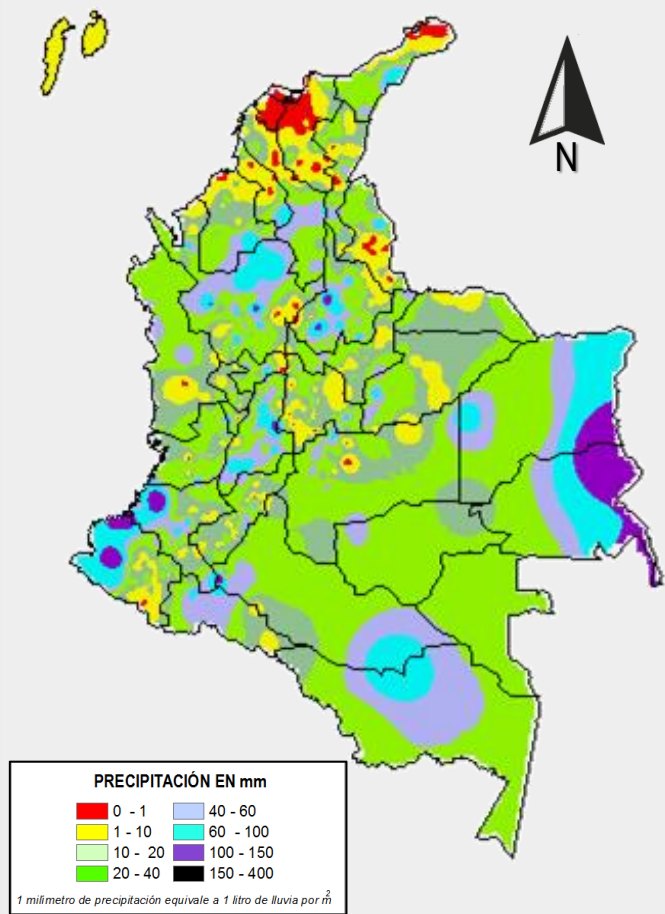 N
PRECIPITACIÓN EN mm
0 - 1
40 - 60
1 - 10
60 - 100
10 - 20
100 - 150
20 - 40
150 - 400
1 milimetro de precipitación equivale a 1 litro de lluvia por m²